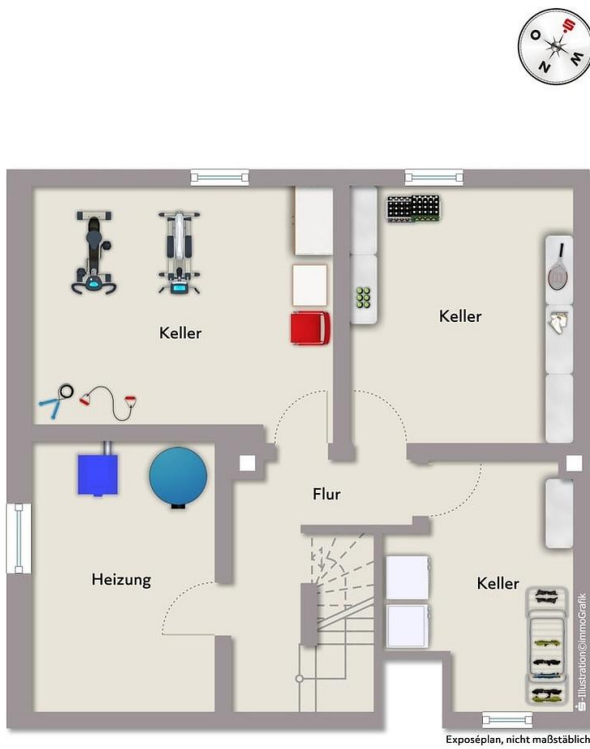 O
S
N
W
Keller
Keller
Flur
Heizung
Keller
S-Illustration©immoGrafik
Exposéplan, nicht maßstäblich